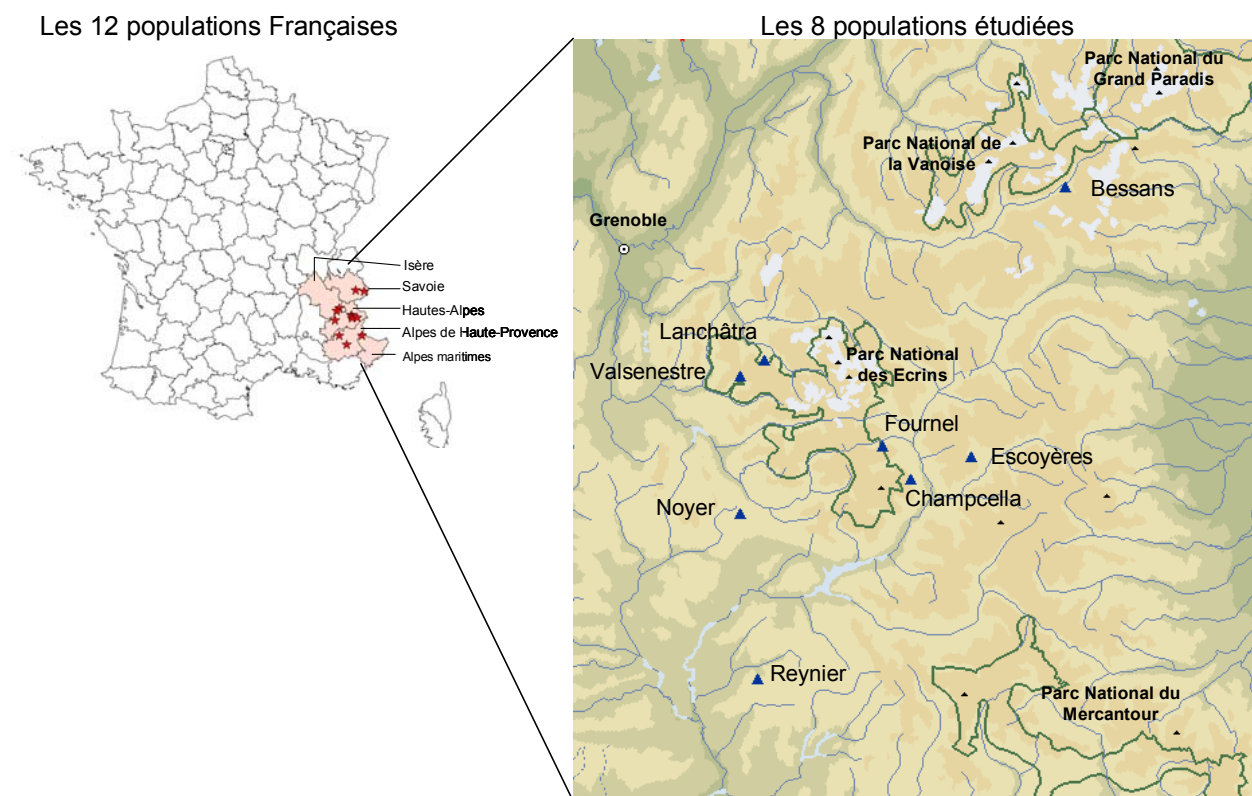 Les 12 populations Françaises
Les 8 populations étudiées
Isère
Savoie
Hautes-Alpes
Alpes de Haute-Provence
Alpes maritimes
Parc National du
Grand Paradis
Parc National de
la Vanoise
Bessans
Grenoble
Lanchâtra
Valsenestre
Parc National
des Ecrins
Fournel
Escoyères
Champcella
Noyer
Reynier
Parc National du
Mercantour